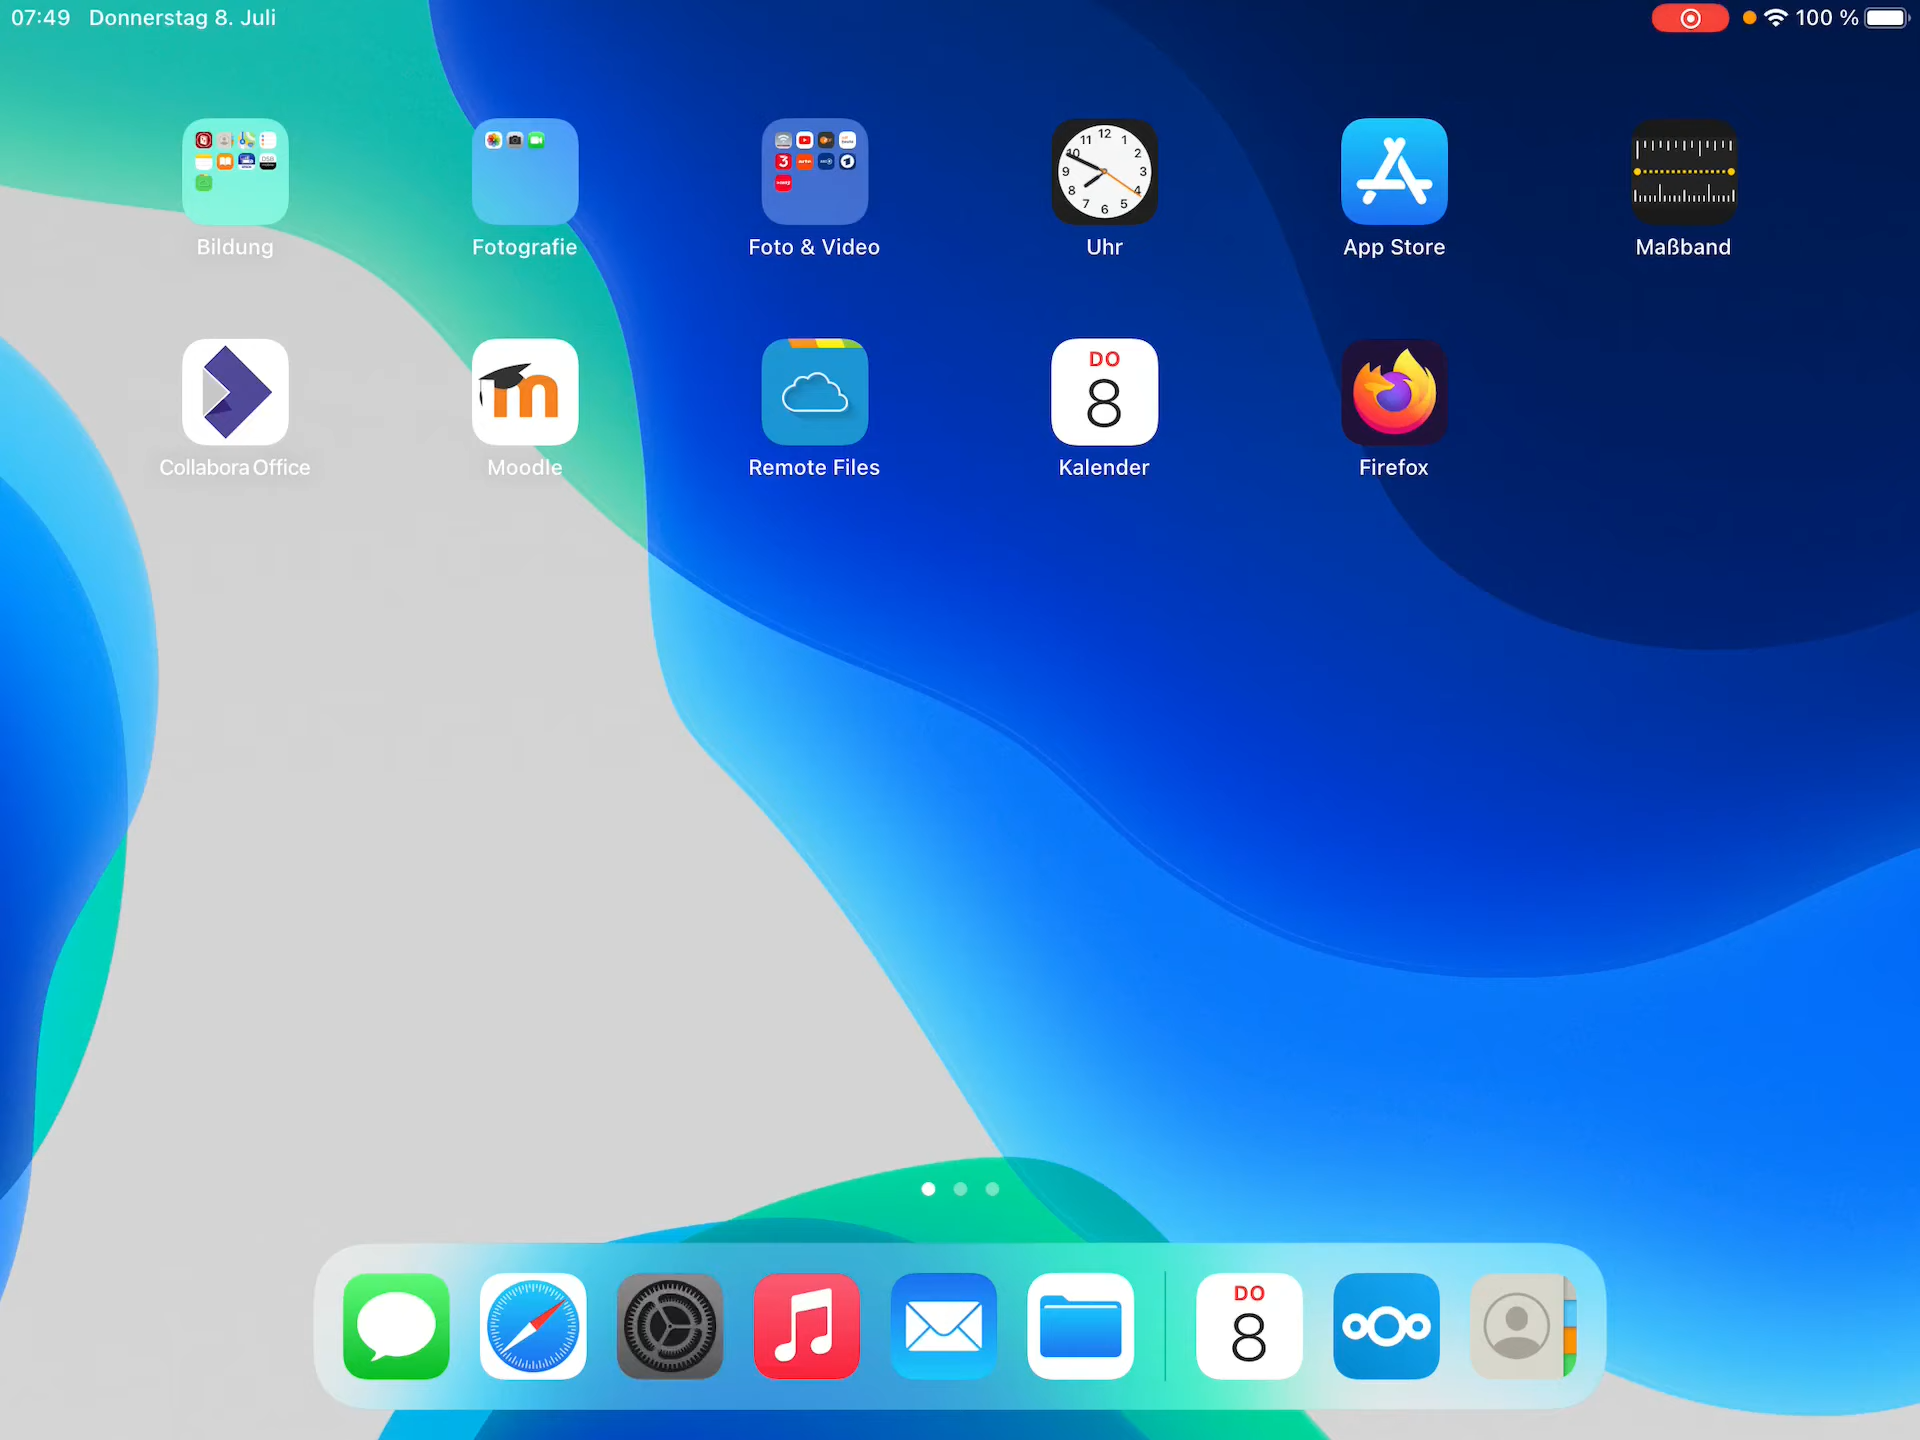 07:49 Donnerstag 8. Juli
100 %
Bildung
Fotografie
Foto & Video
Uhr
App Store
Maßband
Collabora Office
Moodle
Remote Files
DO
8
Kalender
Firefox
DO
8